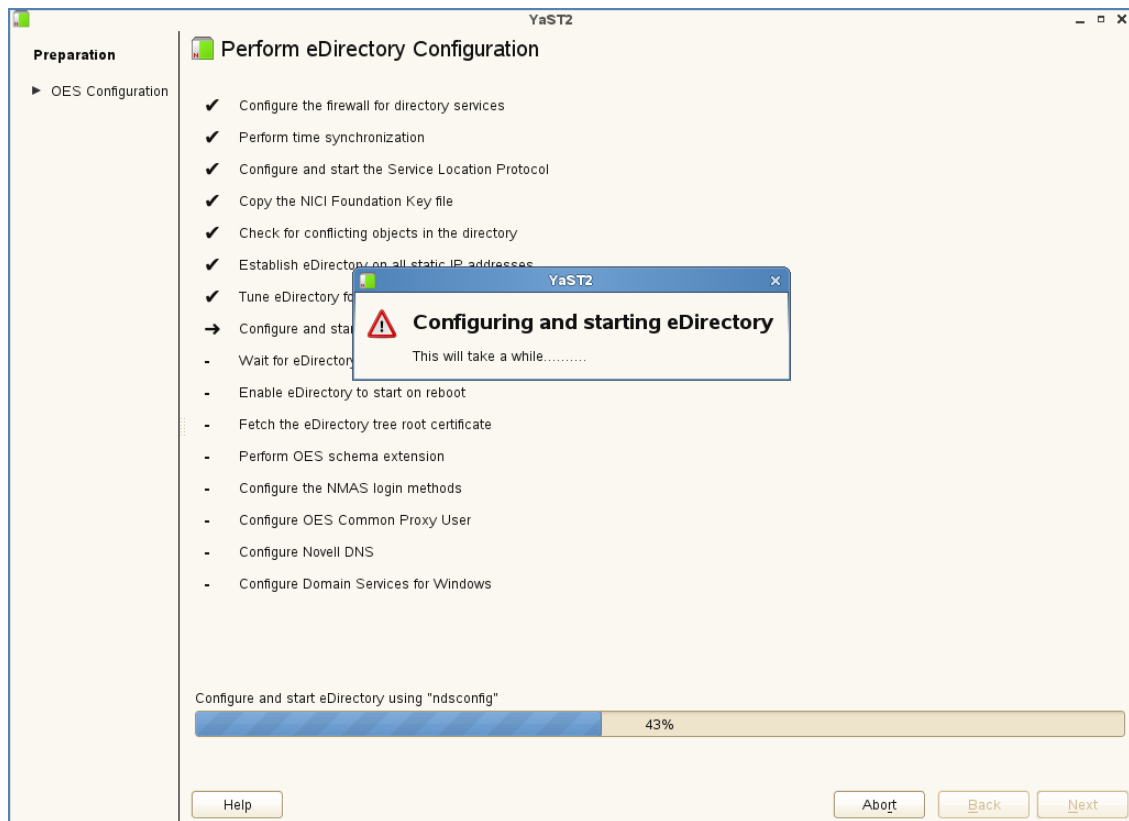 YaST2
Preparation
OES Configuration
Perform eDirectory Configuration
Configure the firewall for directory services
Perform time synchronization
Configure and start the Service Location Protocol
Copy the NICI Foundation Key file
Check for conflicting objects in the directory
Establish eDirectory on all static IP addresses
Tune eDirectory fo
Configure and sta
Wait for eDirectory
Enable eDirectory to start on reboot
Fetch the eDirectory tree root certificate
Perform OES schema extension
Configure the NMAS login methods
Configure OES Common Proxy User
Configure Novell DNS
Configure Domain Services for Windows
YaST2
Configuring and starting eDirectory
This will take a while..........
Configure and start eDirectory using "ndsconfig"
43%
Help
Abort
Back
Next